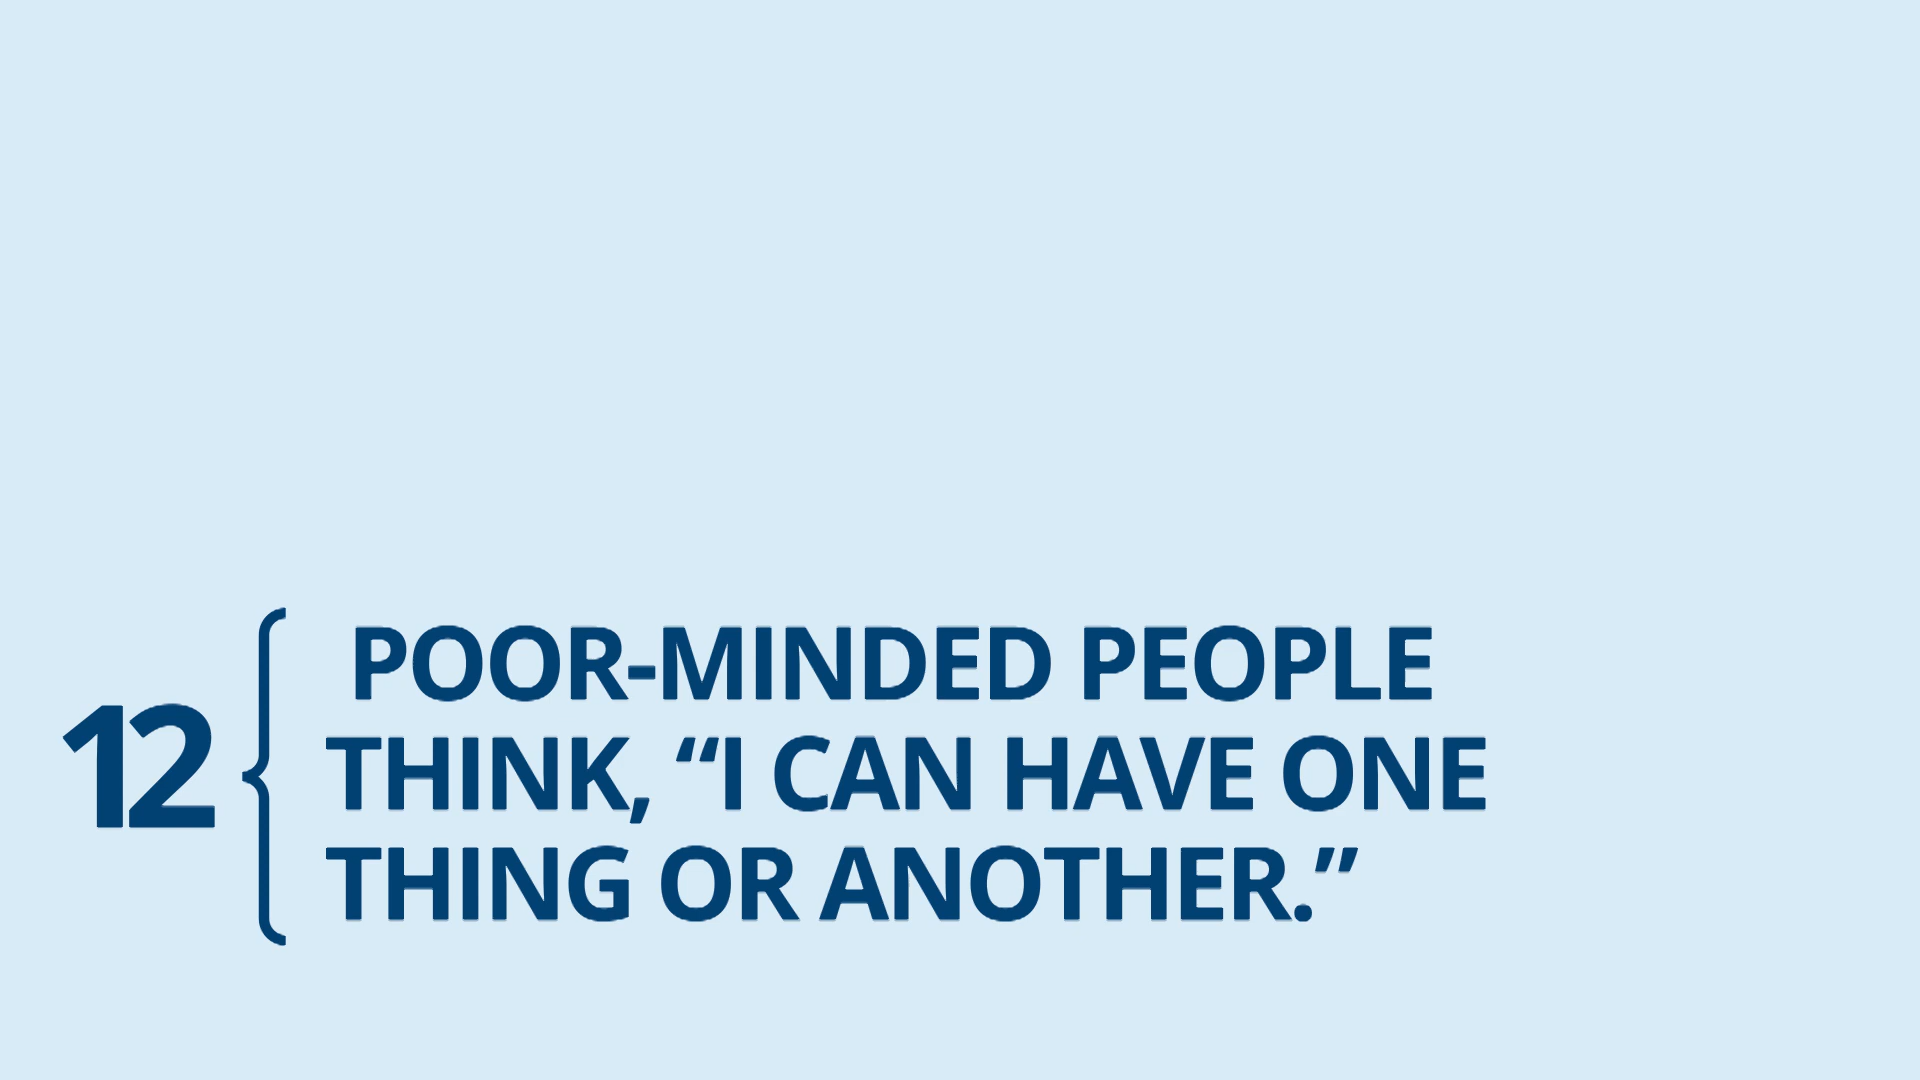 12
POOR-MINDED PEOPLE
THINK, “I CAN HAVE ONE
THING OR ANOTHER.”